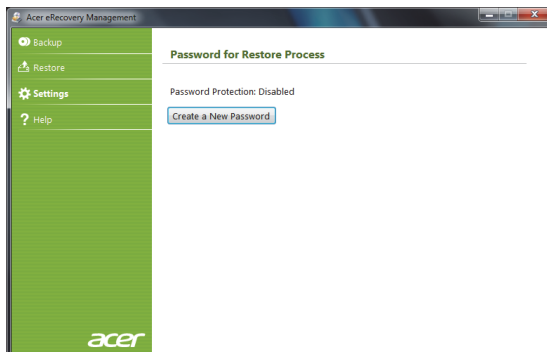 Acer eRecovery Management
Backup
Restore
Settings
? Help
Password for Restore Process
Password Protection: Disabled
Create a New Password
acer